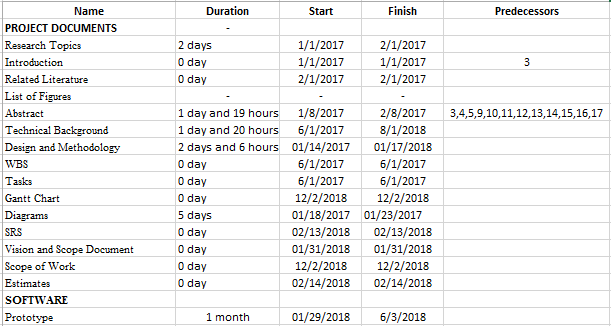 Name Duration Start Finish Predecessors
PROJECT DOCUMENTS -
Research Topics 2 days 1/1/2017 2/1/2017
Introduction 0 day 1/1/2017 1/1/2017 3
Related Literature 0 day 2/1/2017 2/1/2017
List of Figures - - -
Abstract 1 day and 19 hours 1/8/2017 2/8/2017 3,4,5,9,10,11,12,13,14,15,16,17
Technical Background 1 day and 20 hours 6/1/2017 8/1/2018
Design and Methodology 2 days and 6 hours 01/14/2017 01/17/2018
WBS 0 day 6/1/2017 6/1/2017
Tasks 0 day 6/1/2017 6/1/2017
Gantt Chart 0 day 12/2/2018 12/2/2018
Diagrams 5 days 01/18/2017 01/23/2017
SRS 0 day 02/13/2018 02/13/2018
Vision and Scope Document 0 day 01/31/2018 01/31/2018
Scope of Work 0 day 12/2/2018 12/2/2018
Estimates 0 day 02/14/2018 02/14/2018
SOFTWARE
Prototype 1 month 01/29/2018 6/3/2018